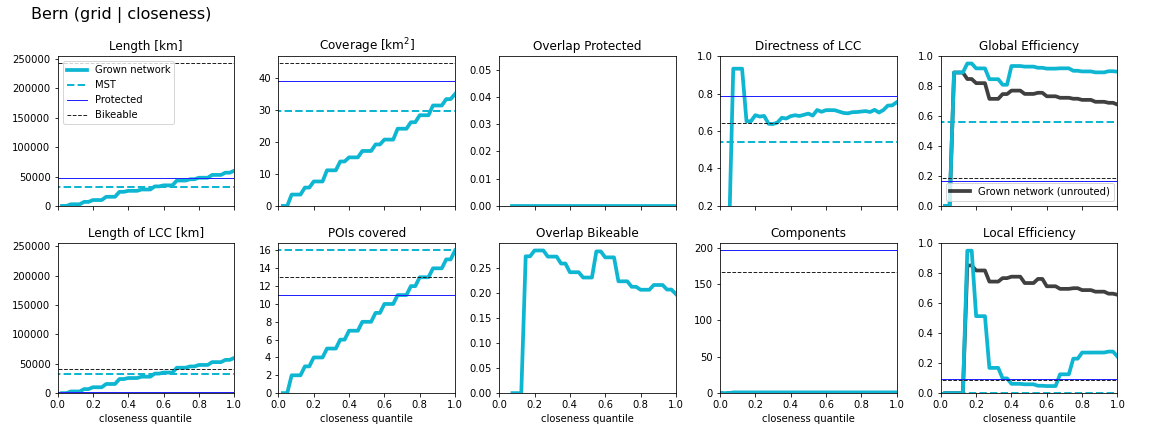 Bern (grid | closeness)
Length [km]
Coverage [km²]
Overlap Protected
Directness of LCC
Global Efficiency
250000
200000
150000
100000
50000
0
Grown network
MST
Protected
Bikeable
40
30
20
10
0
0.05
0.04
0.03
0.02
0.01
0.00
1.0
0.8
0.6
0.4
0.2
1.0
0.8
0.6
0.4
0.2
0.0
Grown network (unrouted)
Length of LCC [km]
POIs covered
Overlap Bikeable
Components
Local Efficiency
250000
200000
150000
100000
50000
0
16
14
12
10
8
6
4
2
0
0.25
0.20
0.15
0.10
0.05
0.00
200
150
100
50
0
1.0
0.8
0.6
0.4
0.2
0.0
0.0 0.2 0.4 0.6 0.8 1.0
0.0 0.2 0.4 0.6 0.8 1.0
0.0 0.2 0.4 0.6 0.8 1.0
0.0 0.2 0.4 0.6 0.8 1.0
0.0 0.2 0.4 0.6 0.8 1.0
closeness quantile
closeness quantile
closeness quantile
closeness quantile
closeness quantile